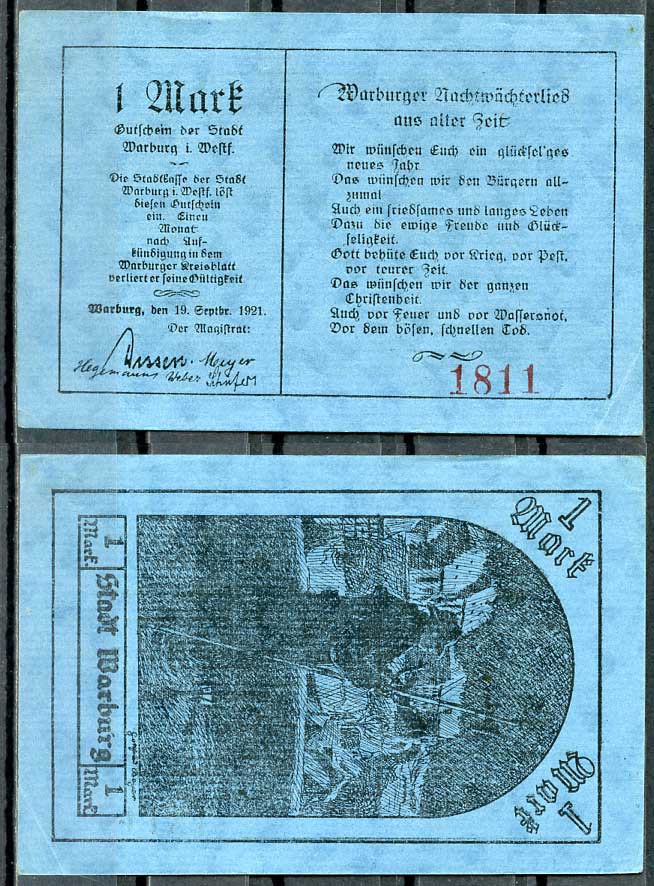 1 Mark
Gutschein der Stadt
Warburg i. Westf.
Die Stadtkasse der Stadt
Warburg i. Westf. löst
diesen Gutschein
ein. Einen
Monat
nach Auf-
kündigung in dem
Warburger Kreisblatt
verliert er seine Gültigkeit
Warburg, den 19. Septbr. 1921.
Der Magistrat:
Meyer
Hegemanns Weber
Warburger Nachtwächterlied
aus alter Zeit
Wir wünschen Euch ein glücksel'ges
neues Jahr
Das wünschen wir den Bürgern all-
zumal
Auch ein friedsames und langes Leben
Dazu die ewige Freude und Glück-
seligkeit.
Gott behüte Euch vor Krieg, vor Pest,
vor teurer Zeit.
Das wünschen wir der ganzen
Christenheit.
Auch vor Feuer und vor Wassersnot,
Vor dem bösen, schnellen Tod.
1811
1 Mark
1 Mark
1 Mark
Stadt Warburg
1 Mark